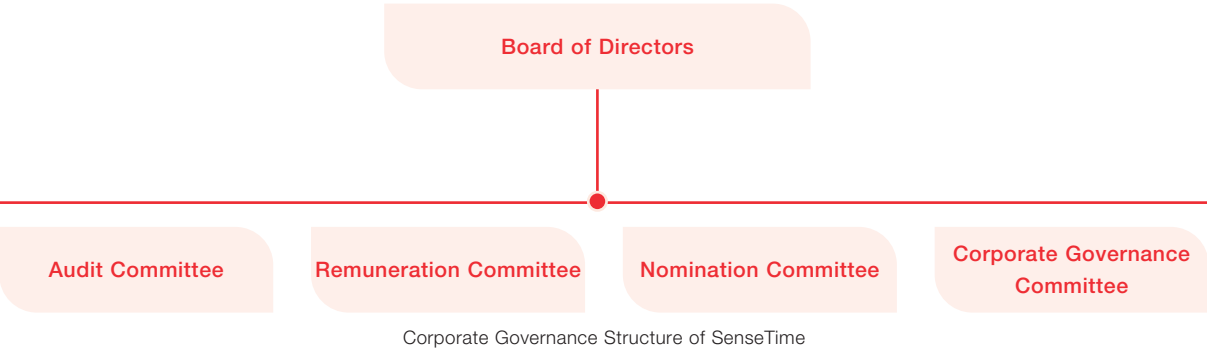 Board of Directors
Audit Committee
Remuneration Committee
Nomination Committee
Corporate Governance
Committee
Corporate Governance Structure of SenseTime